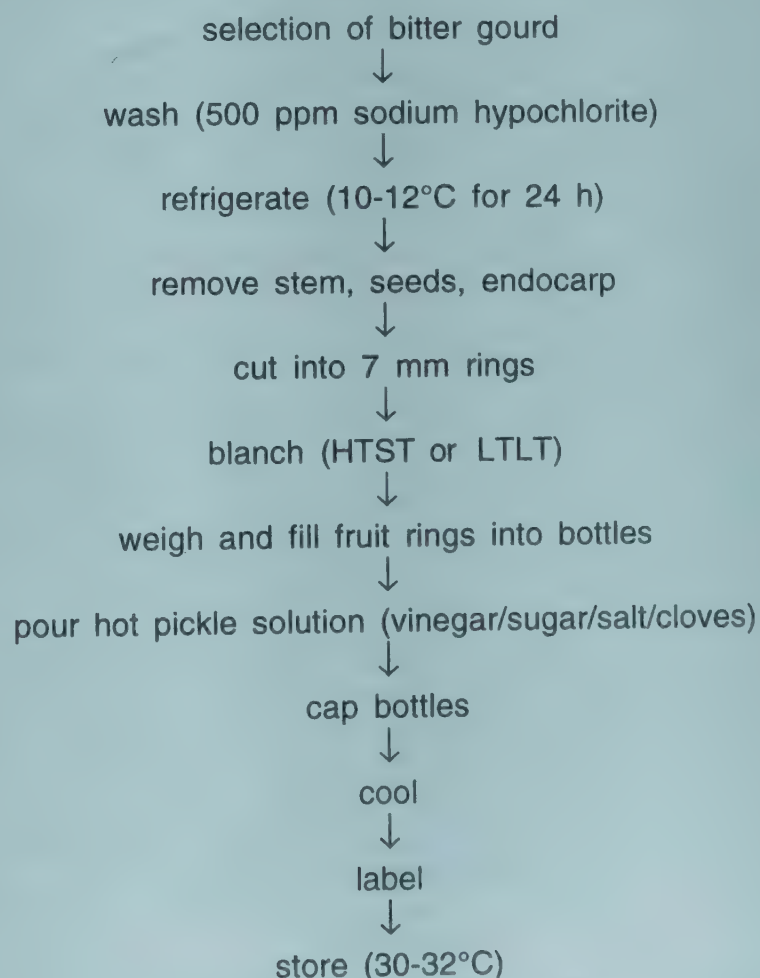 selection of bitter gourd
↓
wash (500 ppm sodium hypochlorite)
↓
refrigerate (10-12°C for 24 h)
↓
remove stem, seeds, endocarp
↓
cut into 7 mm rings
↓
blanch (HTST or LTLT)
↓
weigh and fill fruit rings into bottles
↓
pour hot pickle solution (vinegar/sugar/salt/cloves)
↓
cap bottles
↓
cool
↓
label
↓
store (30-32°C)